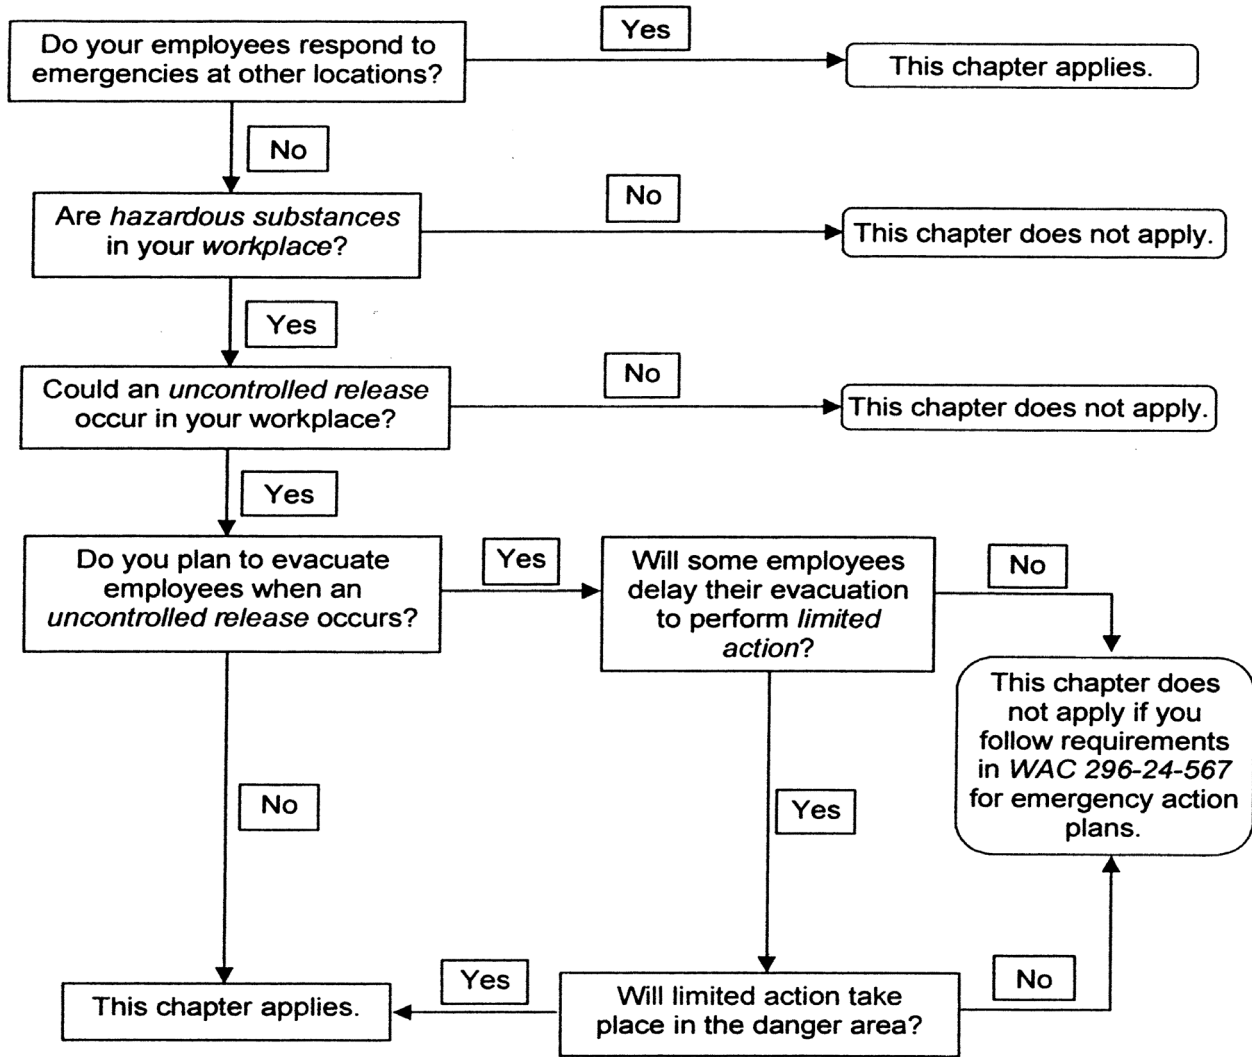 Do your employees respond to
emergencies at other locations?
Yes
This chapter applies.
No
Are hazardous substances
in your workplace?
No
This chapter does not apply.
Yes
Could an uncontrolled release
occur in your workplace?
No
This chapter does not apply.
Yes
Do you plan to evacuate
employees when an
uncontrolled release occurs?
Yes
Will some employees
delay their evacuation
to perform limited
action?
No
This chapter does
not apply if you
follow requirements
in WAC 296-24-567
for emergency action
plans.
No
Yes
This chapter applies.
Yes
Will limited action take
place in the danger area?
No